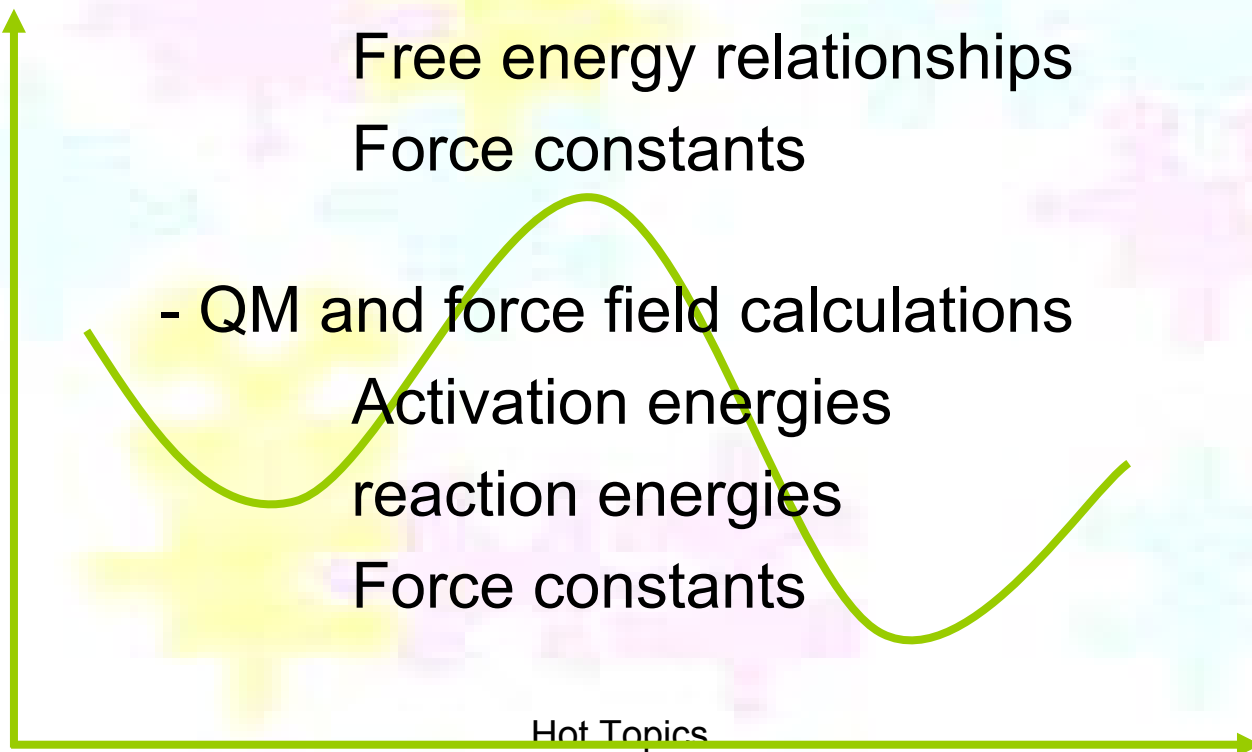 Free energy relationships
Force constants
- QM and force field calculations
Activation energies
reaction energies
Force constants
Hot Topics